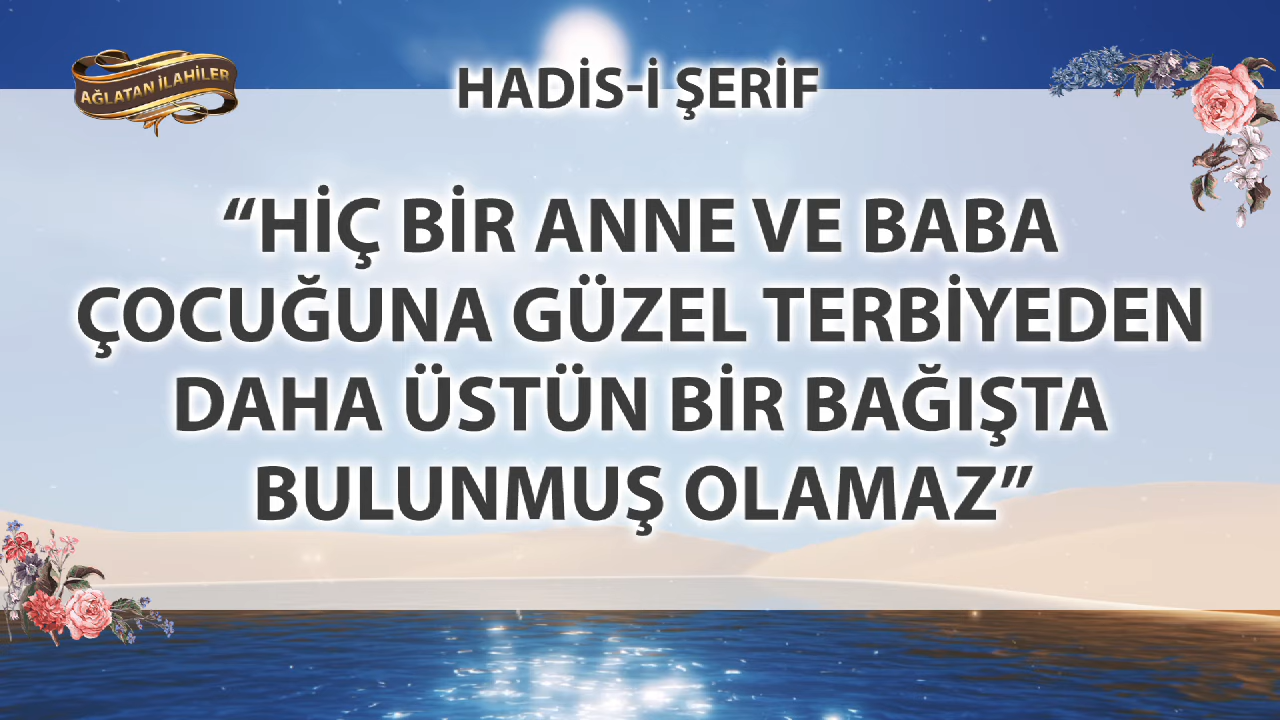 AĞLATAN İLAHİLER
HADİS-İ ŞERİF
“HİÇ BİR ANNE VE BABA
ÇOCUĞUNA GÜZEL TERBİYEDEN
DAHA ÜSTÜN BİR BAĞIŞTA
BULUNMUŞ OLAMAZ”